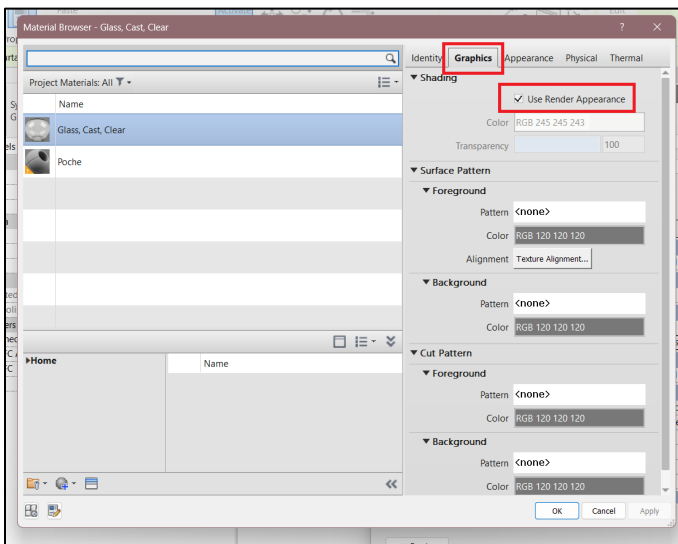 Paste
Activate
Edit
Material Browser - Glass, Cast, Clear
?
Project Materials: All
Name
Glass, Cast, Clear
Poche
Home
Name
Identity Graphics Appearance Physical Thermal
Shading
Use Render Appearance
Color RGB 245 245 243
Transparency 100
Surface Pattern
Foreground
Pattern <none>
Color RGB 120 120 120
Alignment Texture Alignment...
Background
Pattern <none>
Color RGB 120 120 120
Cut Pattern
Foreground
Pattern <none>
Color RGB 120 120 120
Background
Pattern <none>
Color RGB 120 120 120
OK Cancel Apply